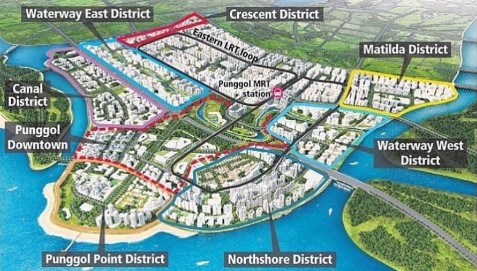 Waterway East District
Crescent District
Eastern LRT loop
Matilda District
Punggol MRT
station
Canal
District
Punggol
Downtown
Waterway West
District
Punggol Point District
Northshore District